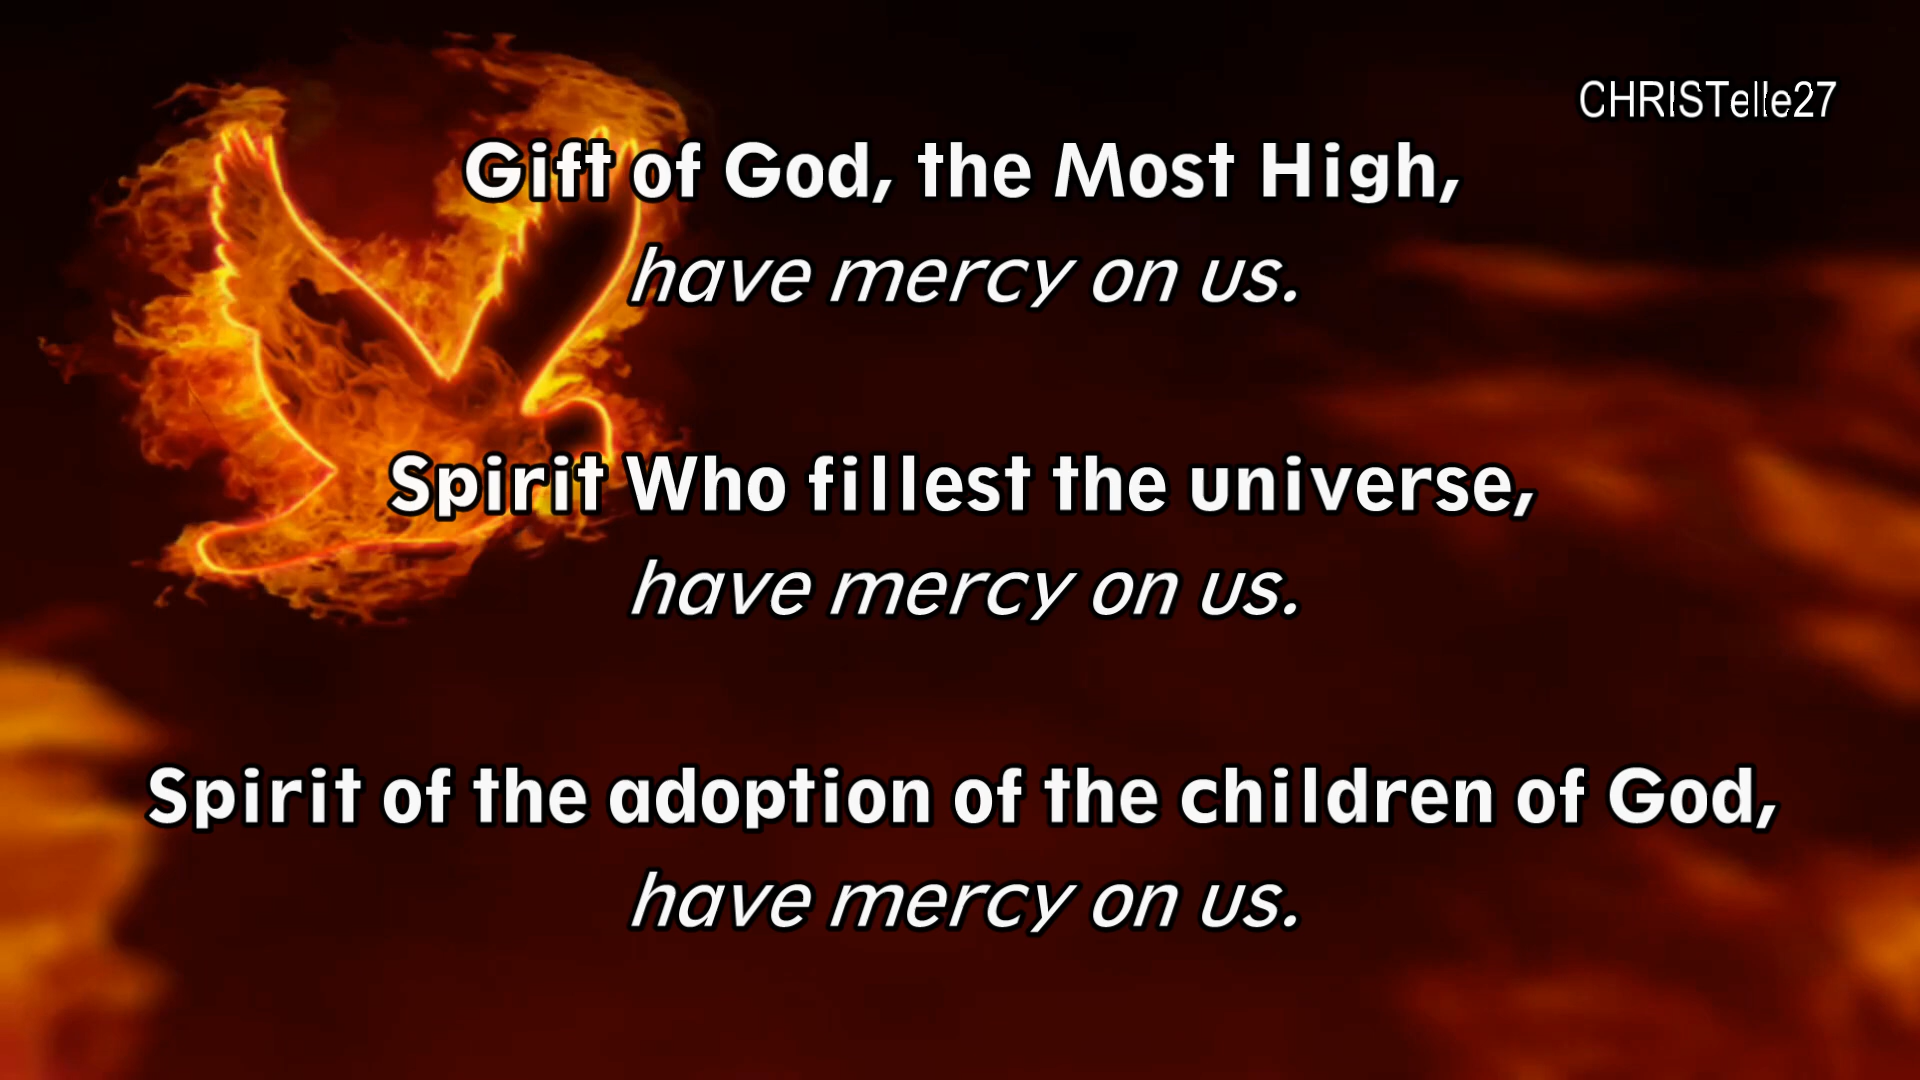 CHRISTelle27
Gift of God, the Most High,
have mercy on us.
Spirit Who fillest the universe,
have mercy on us.
Spirit of the adoption of the children of God,
have mercy on us.